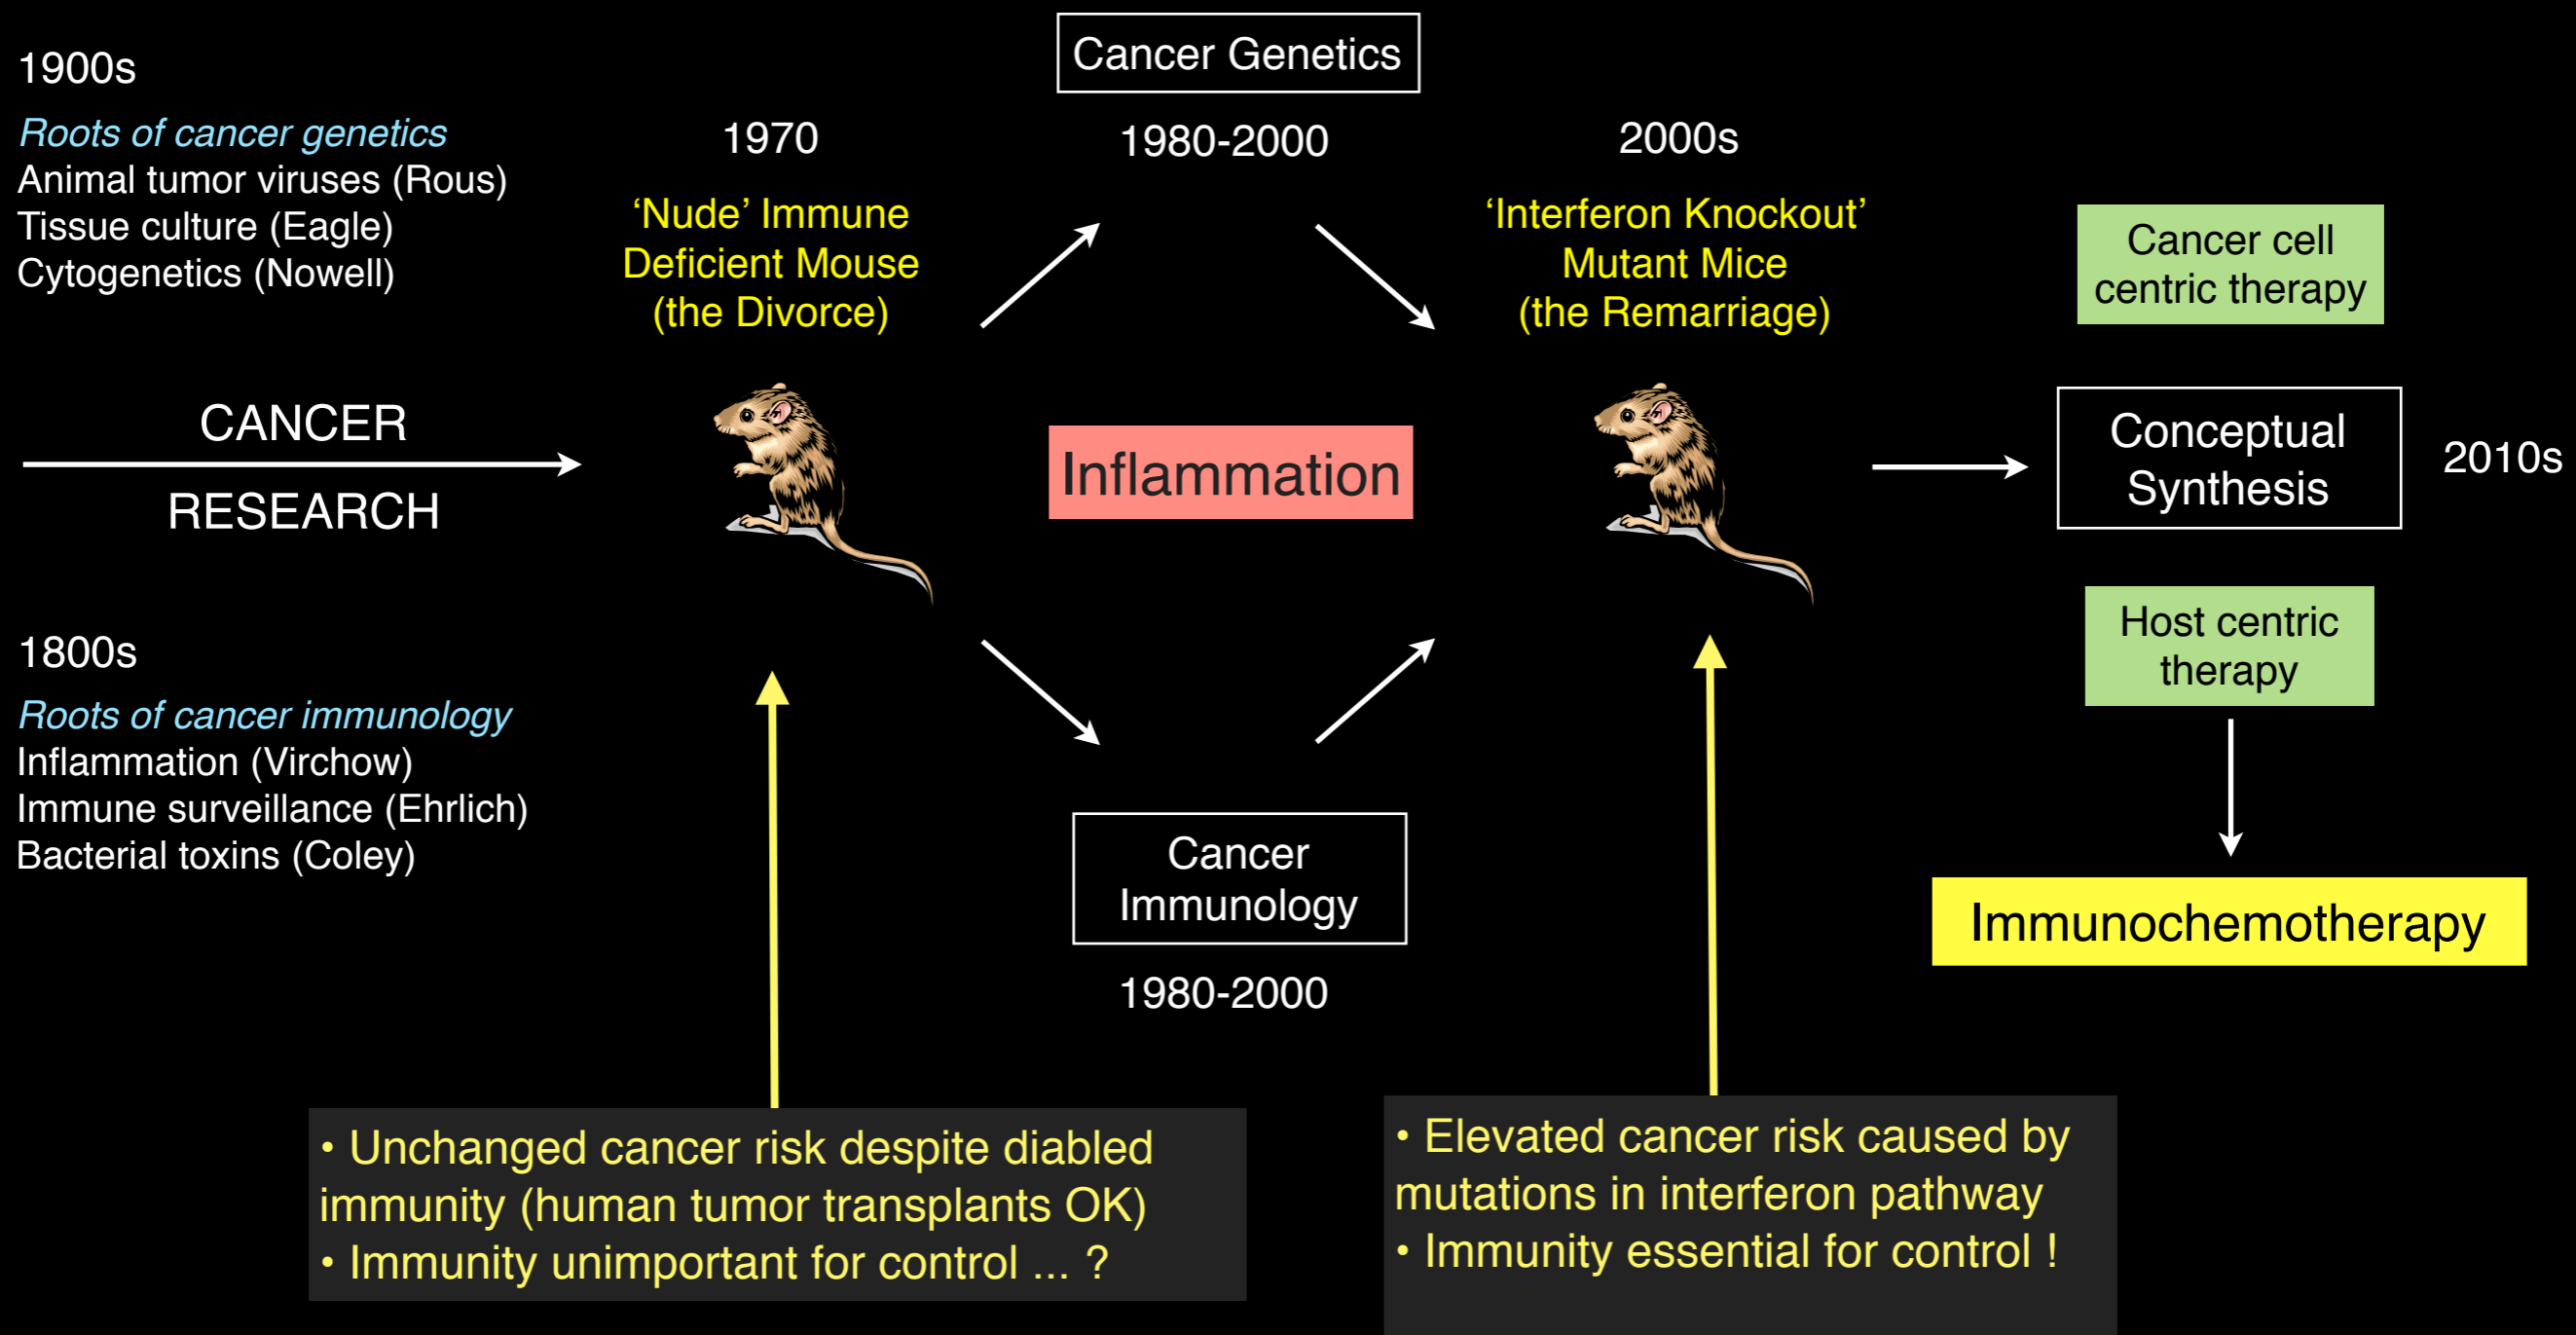 1900s
Roots of cancer genetics
Animal tumor viruses (Rous)
Tissue culture (Eagle)
Cytogenetics (Nowell)
CANCER
RESEARCH
1800s
Roots of cancer immunology
Inflammation (Virchow)
Immune surveillance (Ehrlich)
Bacterial toxins (Coley)
1970
‘Nude’ Immune
Deficient Mouse
(the Divorce)
Cancer Genetics
1980-2000
Inflammation
Cancer
Immunology
1980-2000
2000s
‘Interferon Knockout’
Mutant Mice
(the Remarriage)
Cancer cell
centric therapy
Conceptual
Synthesis
2010s
Host centric
therapy
Immunochemotherapy
• Unchanged cancer risk despite diabled
immunity (human tumor transplants OK)
• Immunity unimportant for control ... ?
• Elevated cancer risk caused by
mutations in interferon pathway
• Immunity essential for control !